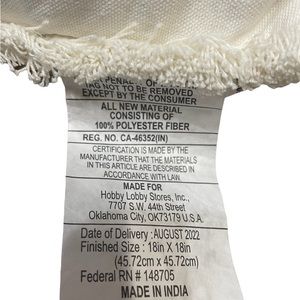 PENALTY OF
TAG NOT TO BE REMOVED
EXCEPT BY THE CONSUMER
ALL NEW MATERIAL
CONSISTING OF
100% POLYESTER FIBER
REG. NO. CA-46352(IN)
CERTIFICATION IS MADE BY THE
MANUFACTURER THAT THE MATERIALS
IN THIS ARTICLE ARE DESCRIBED IN
ACCORDANCE WITH LAW.
MADE FOR
Hobby Lobby Stores, Inc.,
7707 S.W. 44th Street
Oklahoma City, OK73179 U.S.A.
Date of Delivery : AUGUST 2022
Finished Size : 18in X 18in
(45.72cm x 45.72cm)
Federal RN # 148705
MADE IN INDIA